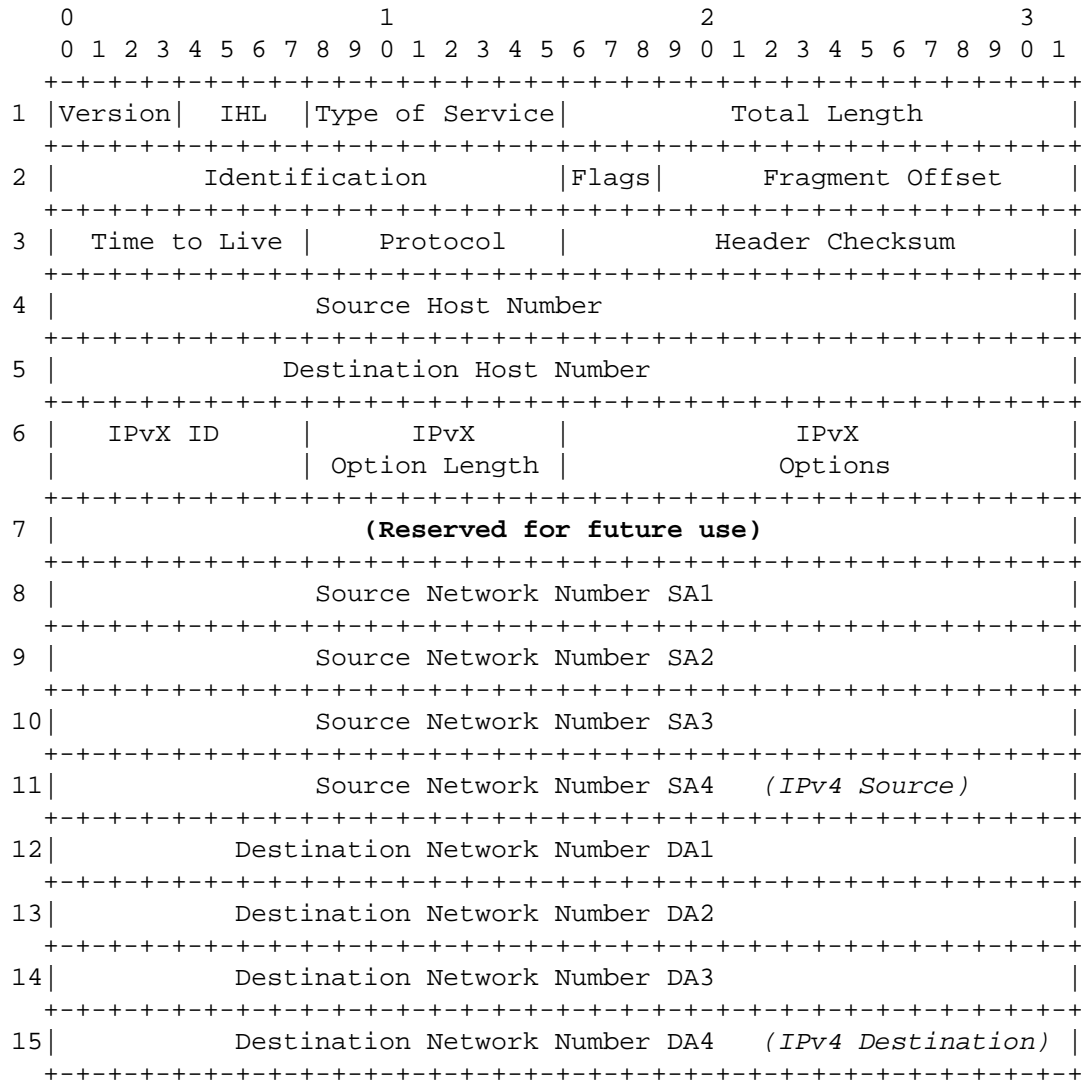 0                   1                   2                   3
    0 1 2 3 4 5 6 7 8 9 0 1 2 3 4 5 6 7 8 9 0 1 2 3 4 5 6 7 8 9 0 1
   +-+-+-+-+-+-+-+-+-+-+-+-+-+-+-+-+-+-+-+-+-+-+-+-+-+-+-+-+-+-+-+-+
1  |Version|  IHL  |Type of Service|          Total Length         |
   +-+-+-+-+-+-+-+-+-+-+-+-+-+-+-+-+-+-+-+-+-+-+-+-+-+-+-+-+-+-+-+-+
2  |         Identification        |Flags|      Fragment Offset    |
   +-+-+-+-+-+-+-+-+-+-+-+-+-+-+-+-+-+-+-+-+-+-+-+-+-+-+-+-+-+-+-+-+
3  |  Time to Live |    Protocol   |         Header Checksum       |
   +-+-+-+-+-+-+-+-+-+-+-+-+-+-+-+-+-+-+-+-+-+-+-+-+-+-+-+-+-+-+-+-+
4  |                Source Host Number                             |
   +-+-+-+-+-+-+-+-+-+-+-+-+-+-+-+-+-+-+-+-+-+-+-+-+-+-+-+-+-+-+-+-+
5  |              Destination Host Number                          |
   +-+-+-+-+-+-+-+-+-+-+-+-+-+-+-+-+-+-+-+-+-+-+-+-+-+-+-+-+-+-+-+-+
6  |   IPvX ID     |      IPvX     |              IPvX             |
   |               | Option Length |             Options           |
   +-+-+-+-+-+-+-+-+-+-+-+-+-+-+-+-+-+-+-+-+-+-+-+-+-+-+-+-+-+-+-+-+
7  |                   (Reserved for future use)                   |
   +-+-+-+-+-+-+-+-+-+-+-+-+-+-+-+-+-+-+-+-+-+-+-+-+-+-+-+-+-+-+-+-+
8  |                Source Network Number SA1                      |
   +-+-+-+-+-+-+-+-+-+-+-+-+-+-+-+-+-+-+-+-+-+-+-+-+-+-+-+-+-+-+-+-+
9  |                Source Network Number SA2                      |
   +-+-+-+-+-+-+-+-+-+-+-+-+-+-+-+-+-+-+-+-+-+-+-+-+-+-+-+-+-+-+-+-+
10|                Source Network Number SA3                      |
   +-+-+-+-+-+-+-+-+-+-+-+-+-+-+-+-+-+-+-+-+-+-+-+-+-+-+-+-+-+-+-+-+
11|                Source Network Number SA4   (IPv4 Source)      |
   +-+-+-+-+-+-+-+-+-+-+-+-+-+-+-+-+-+-+-+-+-+-+-+-+-+-+-+-+-+-+-+-+
12|           Destination Network Number DA1                      |
   +-+-+-+-+-+-+-+-+-+-+-+-+-+-+-+-+-+-+-+-+-+-+-+-+-+-+-+-+-+-+-+-+
13|           Destination Network Number DA2                      |
   +-+-+-+-+-+-+-+-+-+-+-+-+-+-+-+-+-+-+-+-+-+-+-+-+-+-+-+-+-+-+-+-+
14|           Destination Network Number DA3                      |
   +-+-+-+-+-+-+-+-+-+-+-+-+-+-+-+-+-+-+-+-+-+-+-+-+-+-+-+-+-+-+-+-+
15|           Destination Network Number DA4   (IPv4 Destination) |
   +-+-+-+-+-+-+-+-+-+-+-+-+-+-+-+-+-+-+-+-+-+-+-+-+-+-+-+-+-+-+-+-+